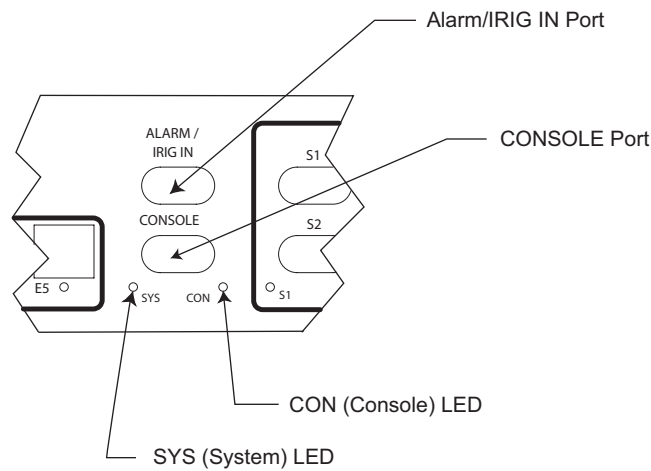 Alarm/IRIG IN Port
ALARM /
IRIG IN
CONSOLE Port
S1
CONSOLE
S2
E5
SYS
CON
S1
CON (Console) LED
SYS (System) LED